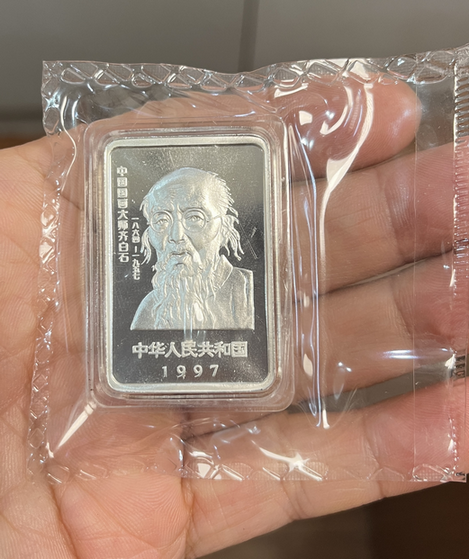 中国国画大师齐白石
一八六四-一九五七
中华人民共和国
1997